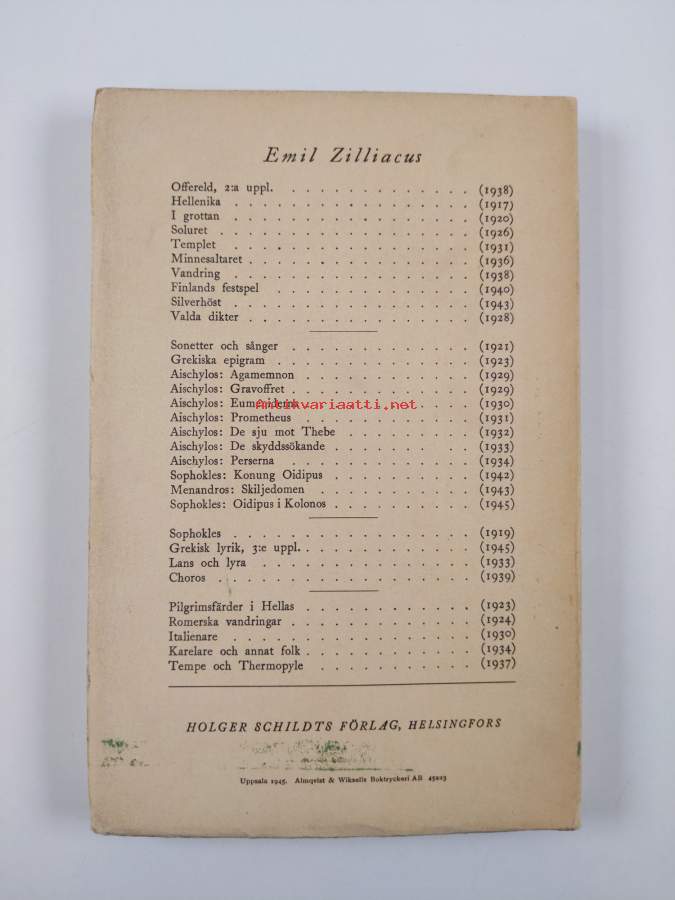 Emil Zilliacus
Offereld, 2:a uppl. . . . . . . . . . . . . . (1938)
Hellenika . . . . . . . . . . . . . . . . . (1917)
I grottan . . . . . . . . . . . . . . . . . (1920)
Soluret . . . . . . . . . . . . . . . . . . (1926)
Templet . . . . . . . . . . . . . . . . . (1931)
Minnesaltaret . . . . . . . . . . . . . . . . (1936)
Vandring . . . . . . . . . . . . . . . . . (1938)
Finlands festspel . . . . . . . . . . . . . . (1940)
Silverhöst . . . . . . . . . . . . . . . . . (1943)
Valda dikter . . . . . . . . . . . . . . . . (1928)
Sonetter och sånger . . . . . . . . . . . . . (1921)
Grekiska epigram . . . . . . . . . . . . . . (1923)
Aischylos: Agamemnon . . . . . . . . . . . . (1929)
Aischylos: Gravoffret . . . . . . . . . . . . . (1929)
Aischylos: Eumeniderna . . . . . . . . . . . . (1930)
Antikvariaatti.net
Aischylos: Prometheus . . . . . . . . . . . . (1931)
Aischylos: De sju mot Thebe . . . . . . . . . (1932)
Aischylos: De skyddssökande . . . . . . . . . . (1933)
Aischylos: Perserna . . . . . . . . . . . . . (1934)
Sophokles: Konung Oidipus . . . . . . . . . . (1942)
Menandros: Skiljedomen . . . . . . . . . . . (1943)
Sophokles: Oidipus i Kolonos . . . . . . . . . . (1945)
Sophokles . . . . . . . . . . . . . . . . . (1919)
Grekisk lyrik, 3:e uppl. . . . . . . . . . . . . (1945)
Lans och lyra . . . . . . . . . . . . . . . (1933)
Choros . . . . . . . . . . . . . . . . . . (1939)
Pilgrimsfärder i Hellas . . . . . . . . . . . . (1923)
Romerska vandringar . . . . . . . . . . . . . (1924)
Italienare . . . . . . . . . . . . . . . . . (1930)
Karelare och annat folk . . . . . . . . . . . . (1934)
Tempe och Thermopyle . . . . . . . . . . . . (1937)
HOLGER SCHILDTS FÖRLAG, HELSINGFORS
Uppsala 1945. Almqvist & Wiksells Boktryckeri AB 45223